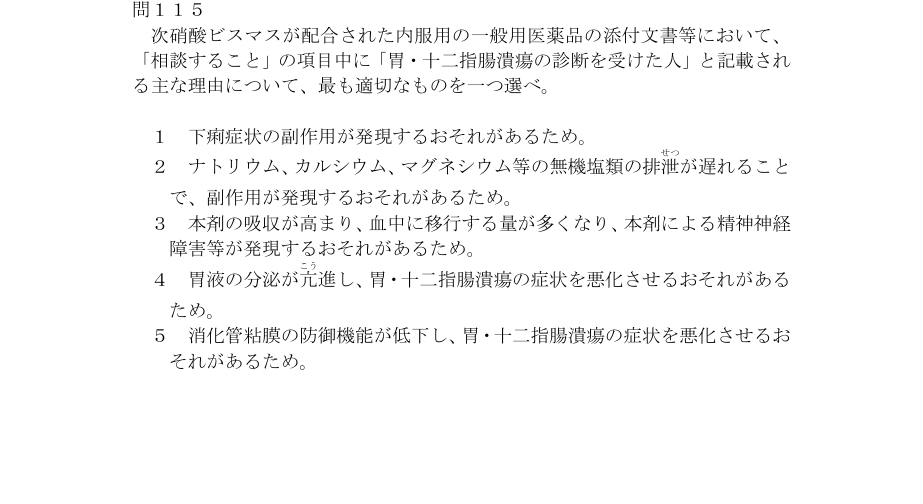 問１１５
次硝酸ビスマスが配合された内服用の一般用医薬品の添付文書等において、
「相談すること」の項目中に「胃・十二指腸潰瘍の診断を受けた人」と記載され
る主な理由について、最も適切なものを一つ選べ。
１　下痢症状の副作用が発現するおそれがあるため。
せつ
２　ナトリウム、カルシウム、マグネシウム等の無機塩類の排泄が遅れること
で、副作用が発現するおそれがあるため。
３　本剤の吸収が高まり、血中に移行する量が多くなり、本剤による精神神経
障害等が発現するおそれがあるため。
こう
４　胃液の分泌が亢進し、胃・十二指腸潰瘍の症状を悪化させるおそれがある
ため。
５　消化管粘膜の防御機能が低下し、胃・十二指腸潰瘍の症状を悪化させるお
それがあるため。